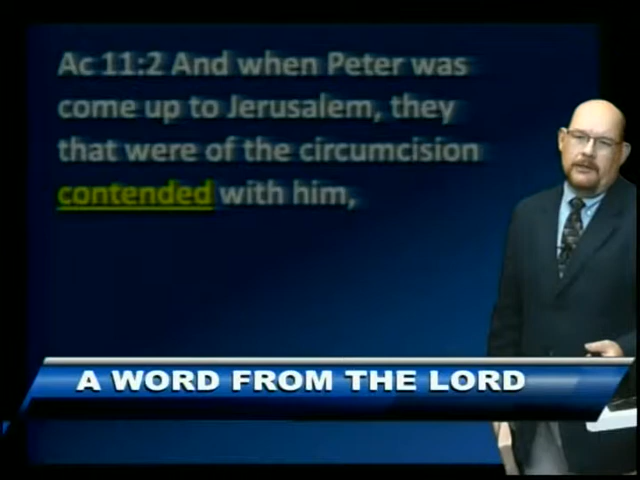 Ac 11:2 And when Peter was
come up to Jerusalem, they
that were of the circumcision
contended with him,
A WORD FROM THE LORD